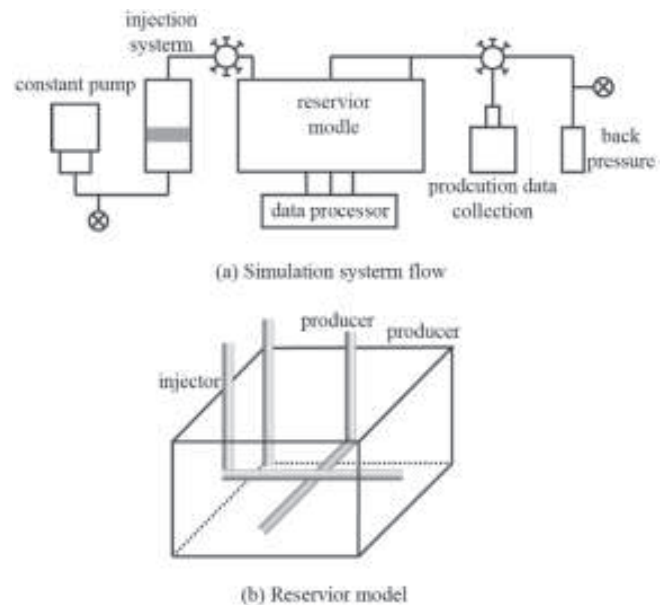 injection
systerm
constant pump
reservior
modle
back
pressure
prodcution data
collection
data processor
(a) Simulation systerm flow
producer
producer
injector
(b) Reservior model